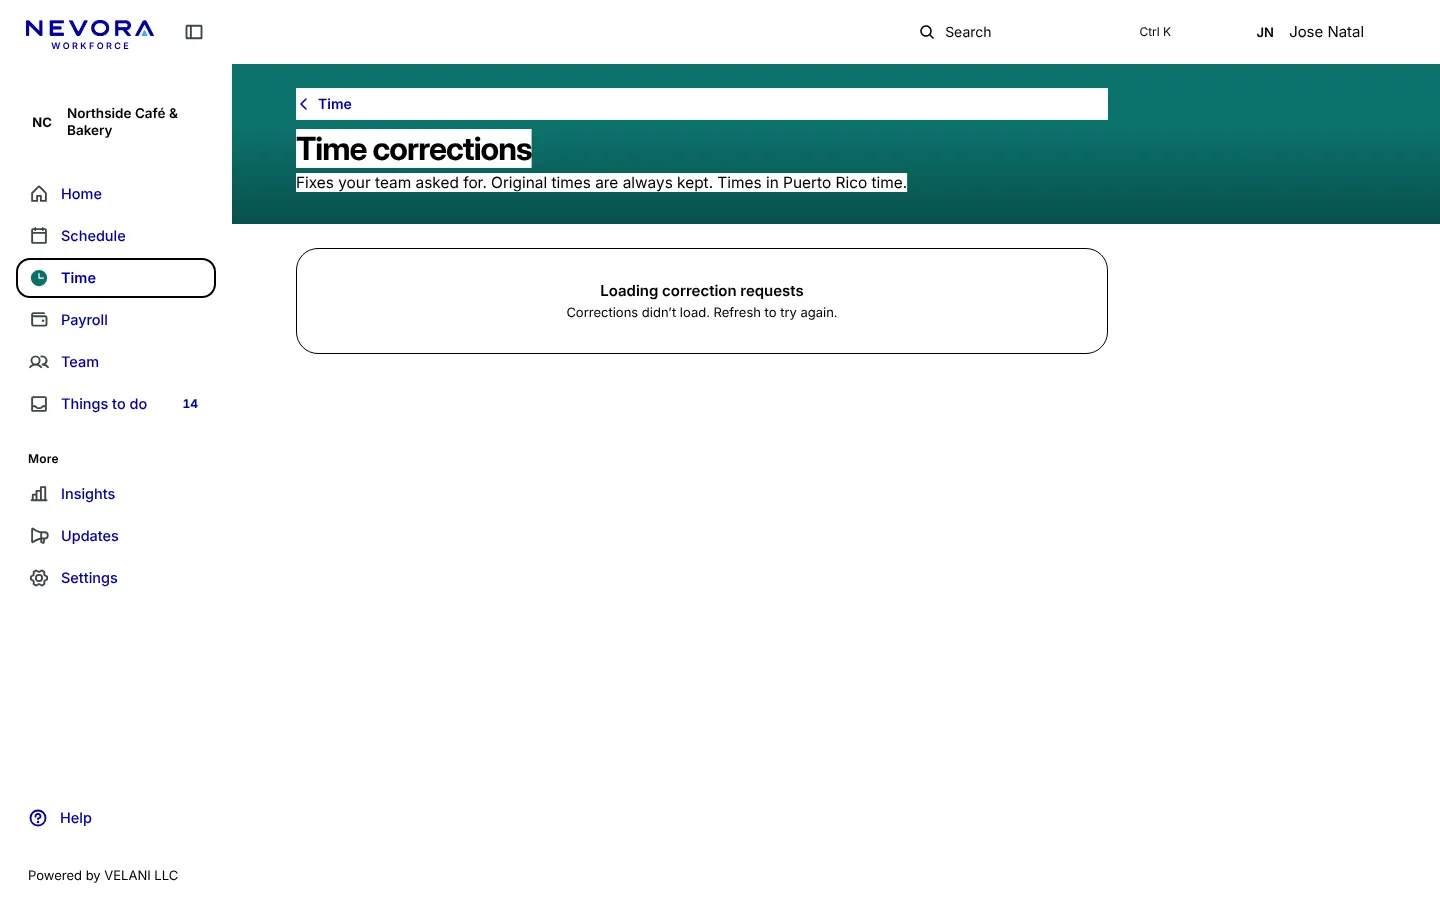 NEVORA
WORKFORCE
Search
Ctrl K
JN
Jose Natal
NC
Northside Café &
Bakery
Home
Schedule
Time
Payroll
Team
Things to do
14
More
Insights
Updates
Settings
Help
Powered by VELANI LLC
Time
Time corrections
Fixes your team asked for. Original times are always kept. Times in Puerto Rico time.
Loading correction requests
Corrections didn’t load. Refresh to try again.